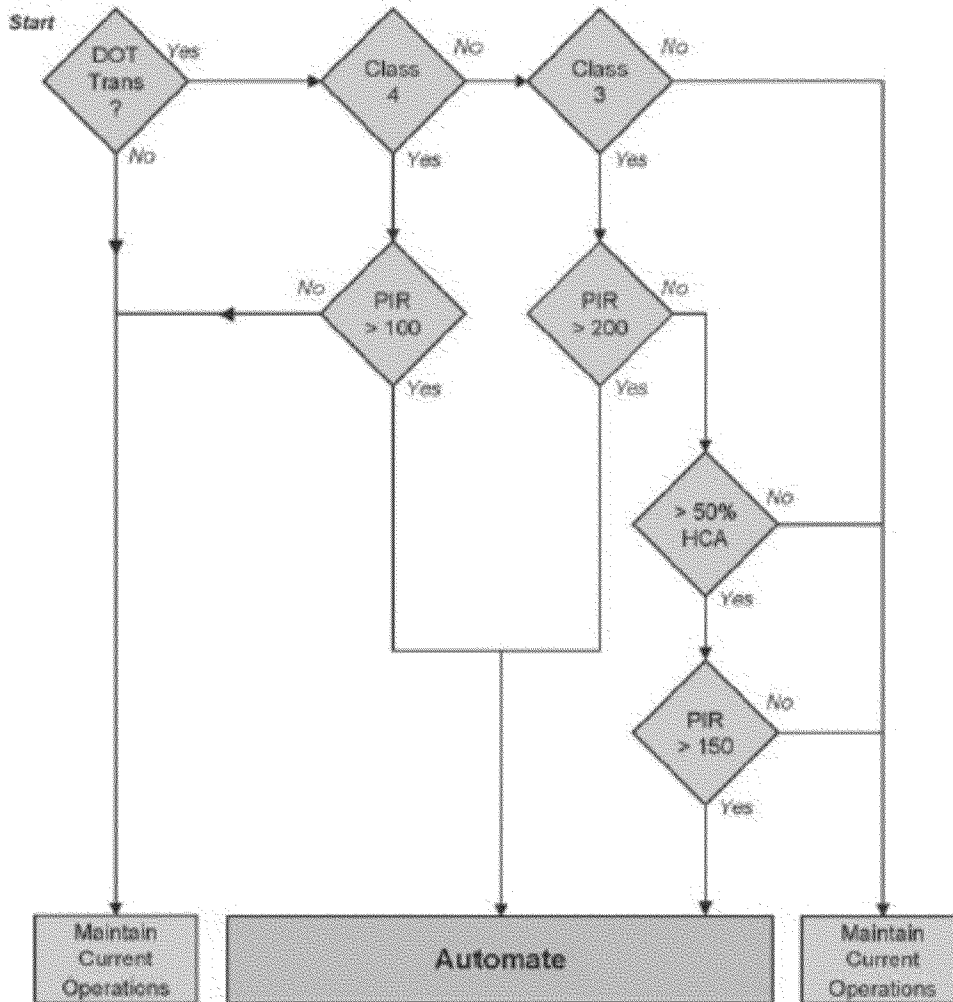 Start
DOT
Trans
?
Yes
No
Class
4
No
Yes
Class
3
No
Yes
PIR
> 100
No
Yes
PIR
> 200
No
Yes
> 50%
HCA
No
Yes
PIR
> 150
No
Yes
Maintain
Current
Operations
Automate
Maintain
Current
Operations